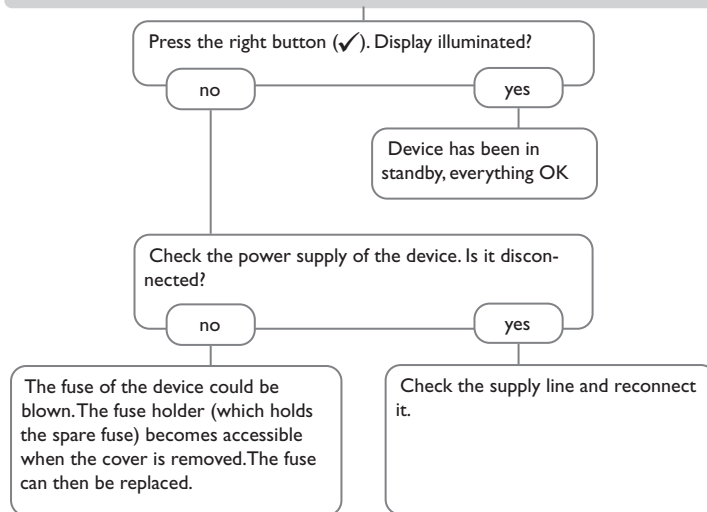 Press the right button (✓). Display illuminated?
no
yes
Device has been in
standby, everything OK
Check the power supply of the device. Is it discon-
nected?
no
yes
The fuse of the device could be
blown. The fuse holder (which holds
the spare fuse) becomes accessible
when the cover is removed. The fuse
can then be replaced.
Check the supply line and reconnect
it.